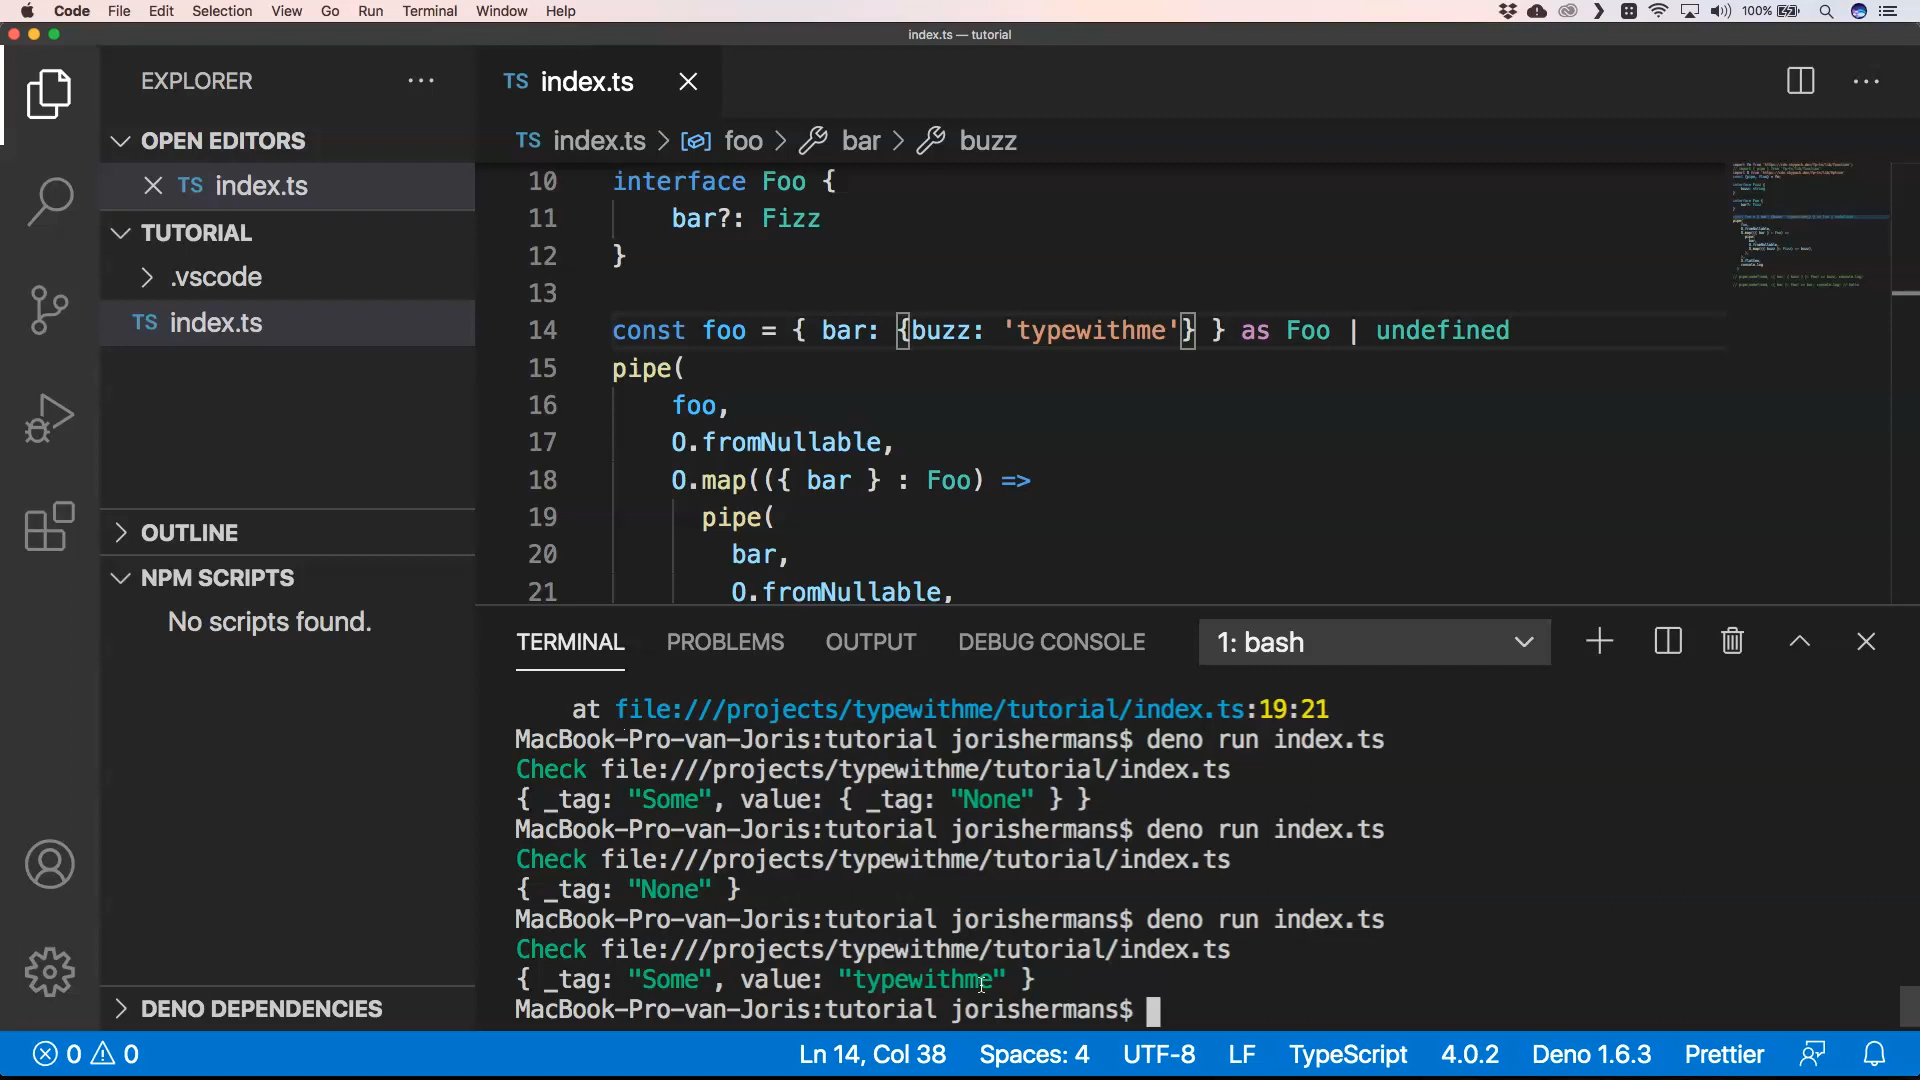 Code File Edit Selection View Go Run Terminal Window Help 100%
index.ts — tutorial
EXPLORER
OPEN EDITORS
TS index.ts
TUTORIAL
.vscode
TS index.ts
OUTLINE
NPM SCRIPTS
No scripts found.
DENO DEPENDENCIES
TS index.ts
TS index.ts > foo > bar > buzz
10 interface Foo {
11 bar?: Fizz
12 }
13
14 const foo = { bar: {buzz: 'typewithme'} } as Foo | undefined
15 pipe(
16 foo,
17 O.fromNullable,
18 O.map(({ bar } : Foo) =>
19 pipe(
20 bar,
21 O.fromNullable,
TERMINAL PROBLEMS OUTPUT DEBUG CONSOLE 1: bash
at file:///projects/typewithme/tutorial/index.ts:19:21
MacBook-Pro-van-Joris:tutorial jorishermans$ deno run index.ts
Check file:///projects/typewithme/tutorial/index.ts
{ _tag: "Some", value: { _tag: "None" } }
MacBook-Pro-van-Joris:tutorial jorishermans$ deno run index.ts
Check file:///projects/typewithme/tutorial/index.ts
{ _tag: "None" }
MacBook-Pro-van-Joris:tutorial jorishermans$ deno run index.ts
Check file:///projects/typewithme/tutorial/index.ts
{ _tag: "Some", value: "typewithme" }
MacBook-Pro-van-Joris:tutorial jorishermans$
0 0 Ln 14, Col 38 Spaces: 4 UTF-8 LF TypeScript 4.0.2 Deno 1.6.3 Prettier